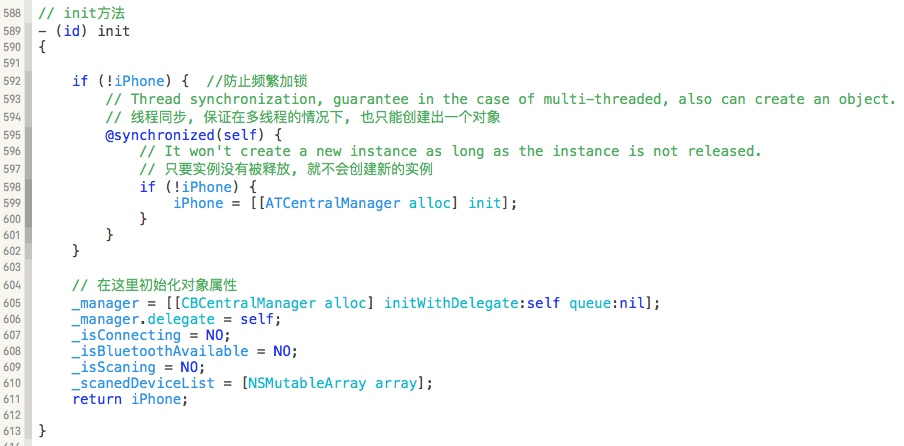 588 // init方法
589 - (id) init
590 {
591
592 if (!iPhone) { //防止频繁加锁
593 // Thread synchronization, guarantee in the case of multi-threaded, also can create an object.
594 // 线程同步, 保证在多线程的情况下, 也只能创建出一个对象
595 @synchronized(self) {
596 // It won't create a new instance as long as the instance is not released.
597 // 只要实例没有被释放, 就不会创建新的实例
598 if (!iPhone) {
599 iPhone = [[ATCentralManager alloc] init];
600 }
601 }
602 }
603
604 // 在这里初始化对象属性
605 _manager = [[CBCentralManager alloc] initWithDelegate:self queue:nil];
606 _manager.delegate = self;
607 _isConnecting = NO;
608 _isBluetoothAvailable = NO;
609 _isScaning = NO;
610 _scanedDeviceList = [NSMutableArray array];
611 return iPhone;
612
613 }